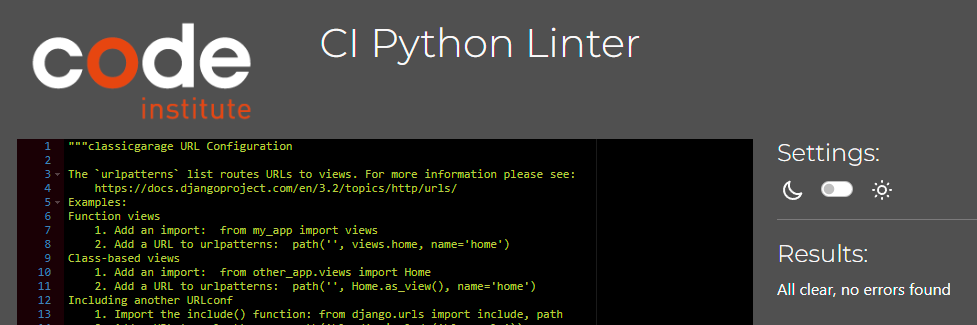 code
institute
CI Python Linter
1 """classicgarage URL Configuration
2
3 The `urlpatterns` list routes URLs to views. For more information please see:
4     https://docs.djangoproject.com/en/3.2/topics/http/urls/
5 Examples:
6 Function views
7     1. Add an import:  from my_app import views
8     2. Add a URL to urlpatterns:  path('', views.home, name='home')
9 Class-based views
10     1. Add an import:  from other_app.views import Home
11     2. Add a URL to urlpatterns:  path('', Home.as_view(), name='home')
12 Including another URLconf
13     1. Import the include() function: from django.urls import include, path
Settings:
Results:
All clear, no errors found